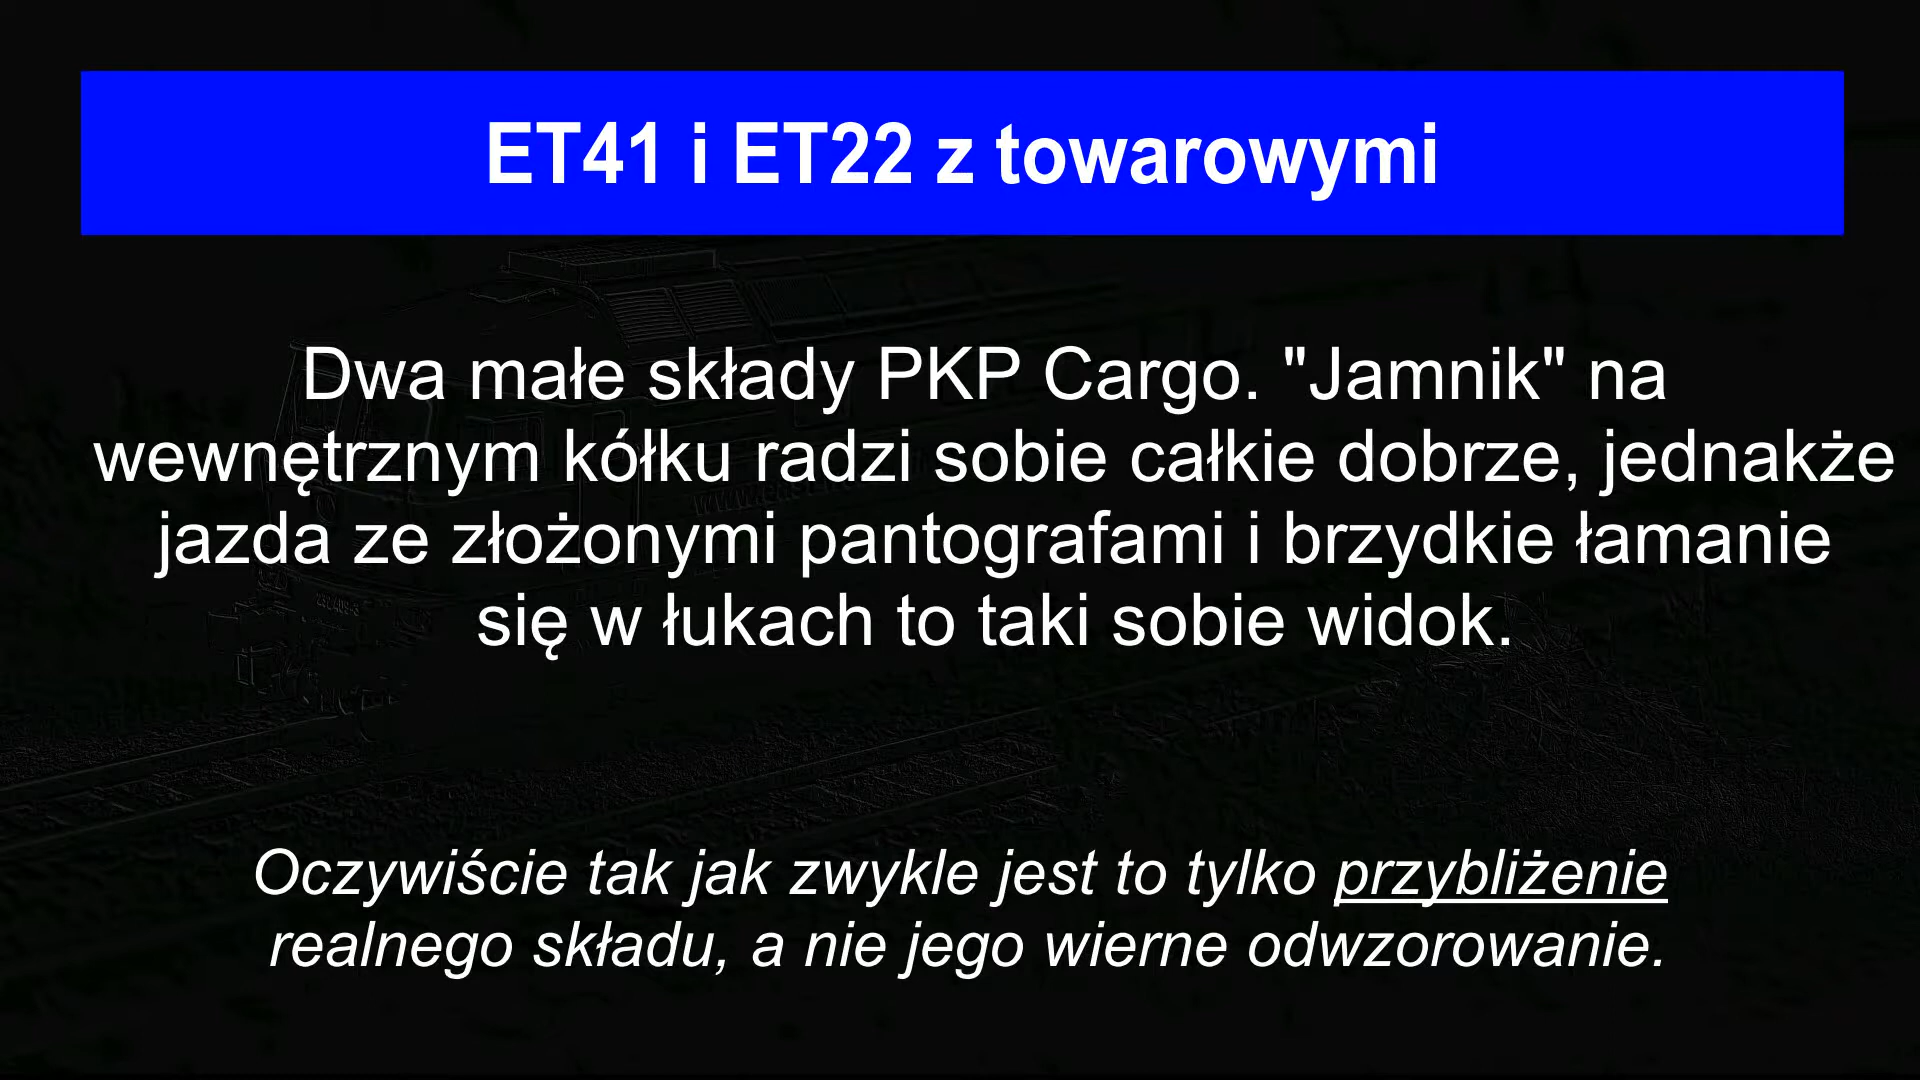 ET41 i ET22 z towarowymi
Dwa małe składy PKP Cargo. "Jamnik" na
wewnętrznym kółku radzi sobie całkie dobrze, jednakże
jazda ze złożonymi pantografami i brzydkie łamanie
się w łukach to taki sobie widok.
Oczywiście tak jak zwykle jest to tylko przybliżenie
realnego składu, a nie jego wierne odwzorowanie.